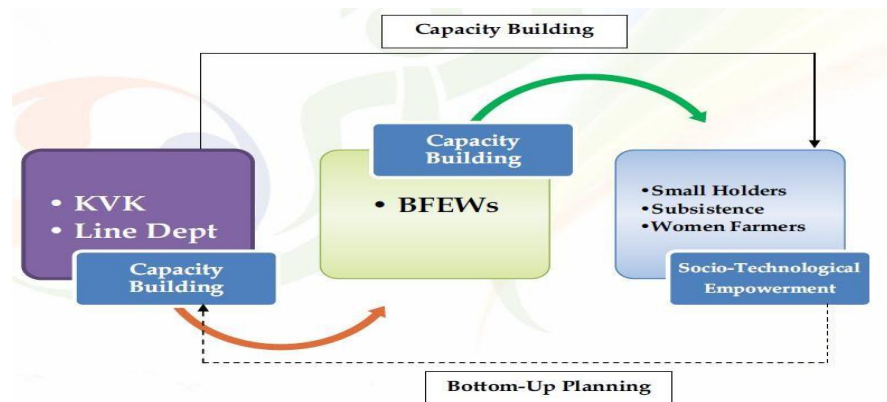 Capacity Building
• KVK
• Line Dept
Capacity
Building
Capacity
Building
• BFEWs
•Small Holders
•Subsistence
•Women Farmers
Socio-Technological
Empowerment
Bottom-Up Planning